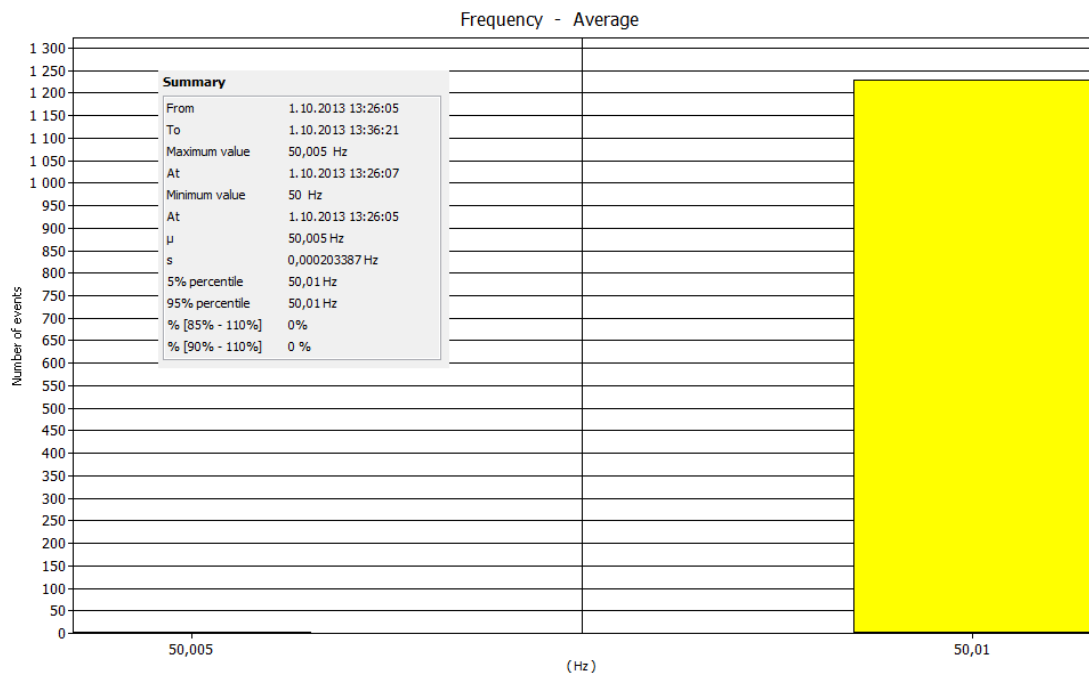 Frequency - Average
1 300
1 250
1 200
1 150
1 100
1 050
1 000
950
900
850
800
750
700
650
600
550
500
450
400
350
300
250
200
150
100
50
0
Number of events
Summary
From 1.10.2013 13:26:05
To 1.10.2013 13:36:21
Maximum value 50,005 Hz
At 1.10.2013 13:26:07
Minimum value 50 Hz
At 1.10.2013 13:26:05
µ 50,005 Hz
s 0,000203387 Hz
5% percentile 50,01 Hz
95% percentile 50,01 Hz
% [85% - 110%] 0%
% [90% - 110%] 0 %
50,005 50,01
(Hz)